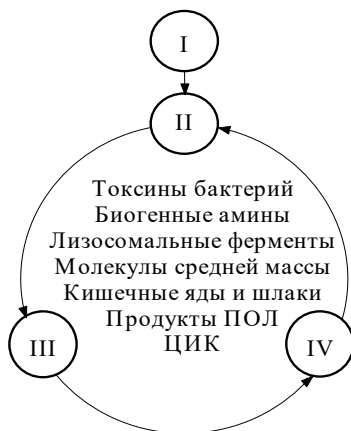 I
II
Токсины бактерий
Биогенные амины
Лизосомальные ферменты
Молекулы средней массы
Кишечные яды и шлаки
Продукты ПОЛ
ЦИК
III
IV